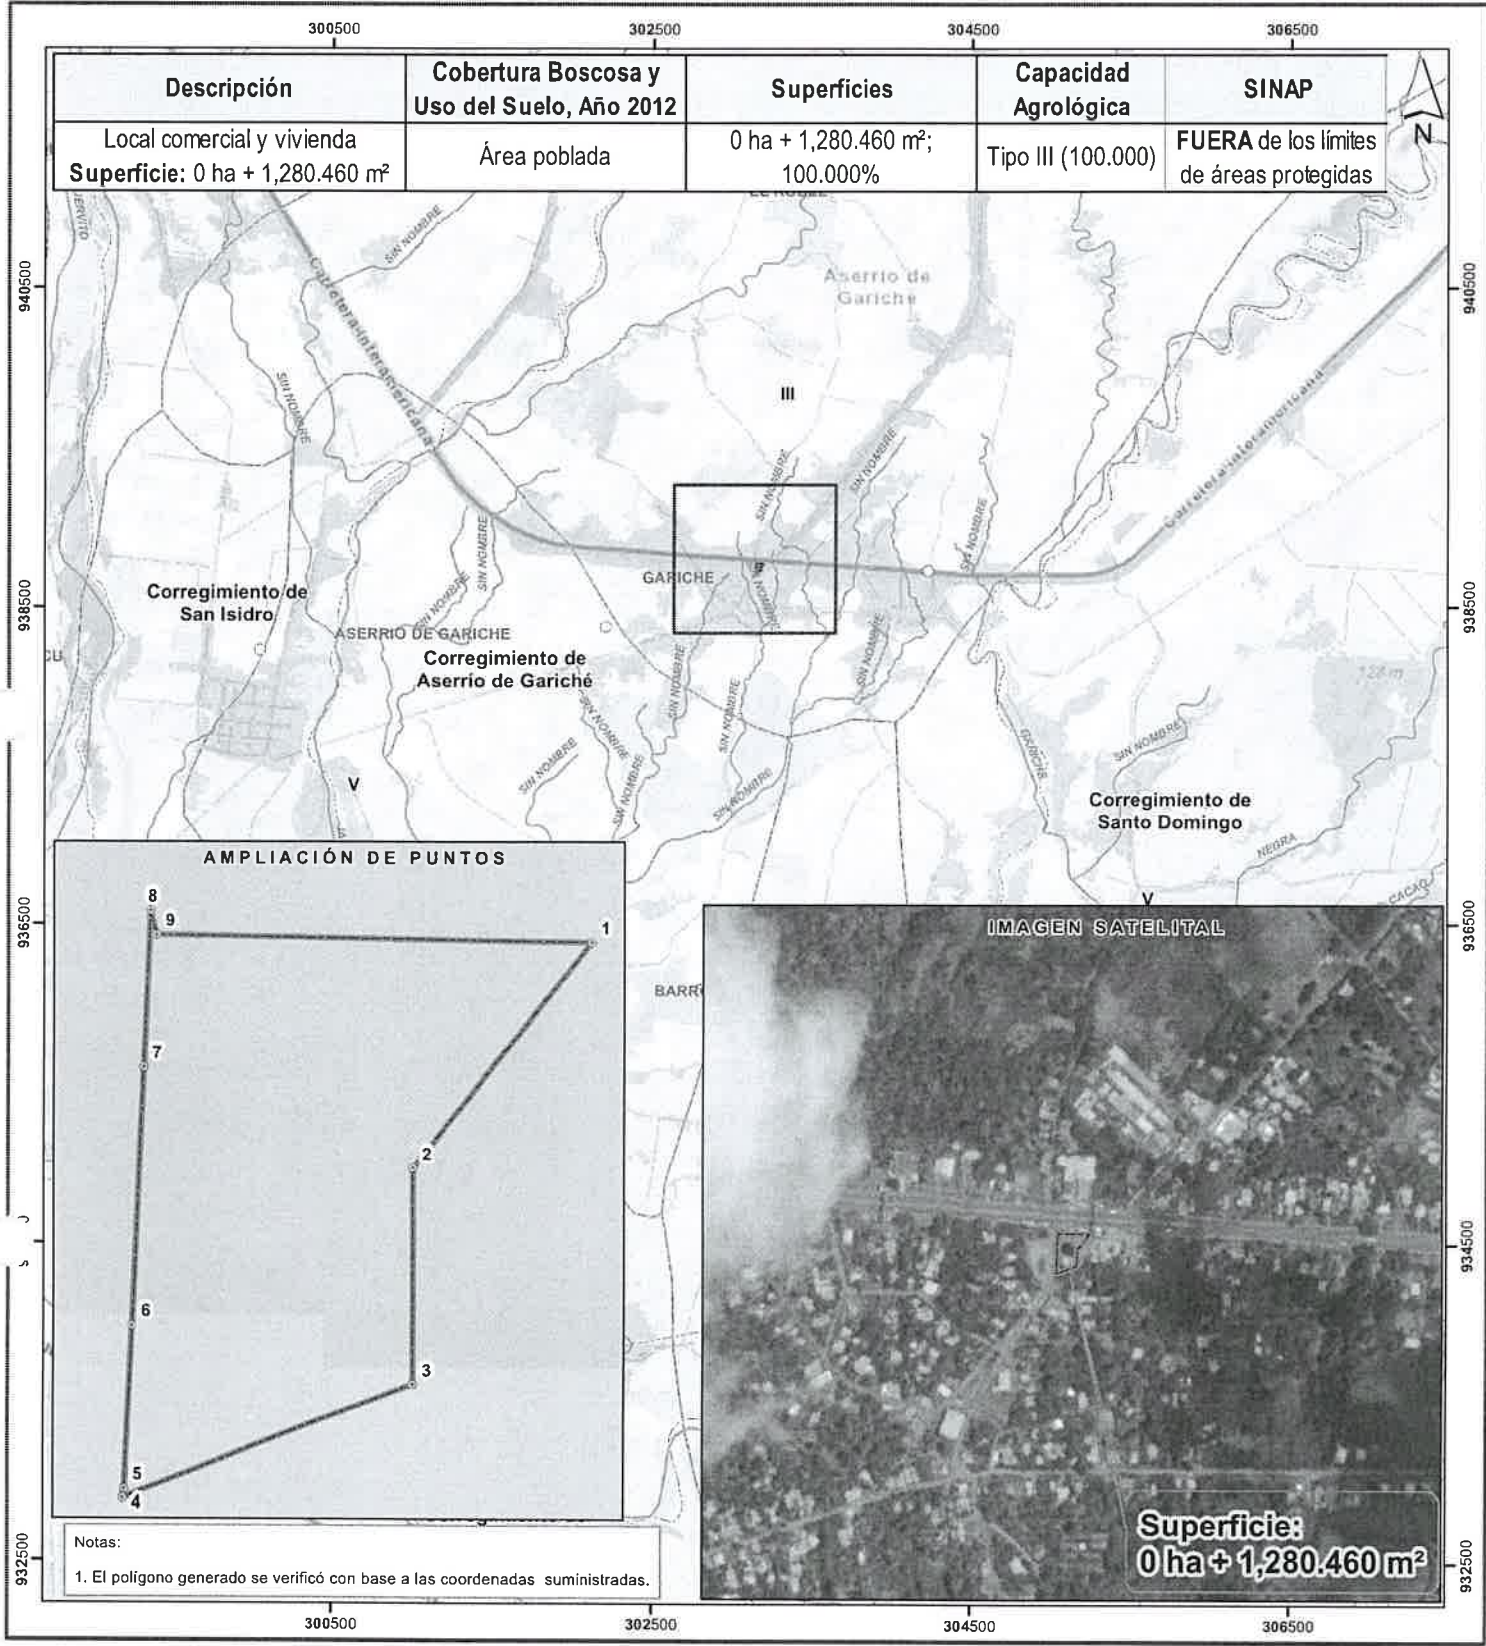 300500 302500 304500 306500
Descripción
Cobertura Boscosa y
Uso del Suelo, Año 2012
Superficies
Capacidad
Agrológica
SINAP
Local comercial y vivienda
Superficie: 0 ha + 1,280.460 m²
Área poblada
0 ha + 1,280.460 m²;
100.000%
Tipo III (100.000)
FUERA de los límites
de áreas protegidas
N
940500
940500
SIN NOMBRE
Aserrio de
Gariche
Carretera Interamericana
Carretera Interamericana
SIN NOMBRE
III
SIN NOMBRE
SIN NOMBRE
SIN NOMBRE
SIN NOMBRE
GARICHE
SIN NOMBRE
SIN NOMBRE
938500
938500
Corregimiento de
San Isidro
ASERRIO DE GARICHE
Corregimiento de
Aserrío de Gariché
SIN NOMBRE
SIN NOMBRE
SIN NOMBRE
SIN NOMBRE
SIN NOMBRE
SIN NOMBRE
SIN NOMBRE
SIN NOMBRE
GARICHE
128 m
V
Corregimiento de
Santo Domingo
NEGRA
CACAO
V
936500
936500
AMPLIACIÓN DE PUNTOS
8
9
1
7
2
6
3
5
4
BARR
IMAGEN SATELITAL
934500
Superficie:
0 ha + 1,280.460 m²
Notas:
1. El polígono generado se verificó con base a las coordenadas suministradas.
932500
932500
300500 302500 304500 306500